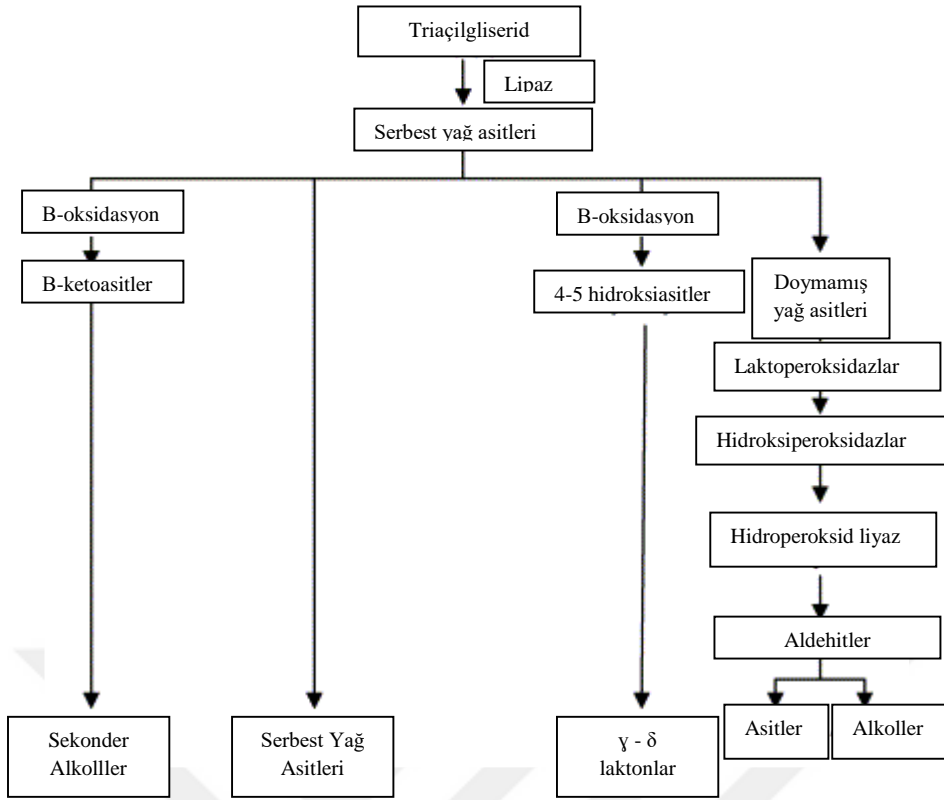 Triaçilgliserid
Lipaz
Serbest yağ asitleri
B-oksidasyon
B-ketoasitler
Sekonder
Alkolller
Serbest Yağ
Asitleri
B-oksidasyon
4-5 hidroksiasitler
ɣ - δ
laktonlar
Doymamış
yağ asitleri
Laktoperoksidazlar
Hidroksiperoksidazlar
Hidroperoksid liyaz
Aldehitler
Asitler
Alkoller